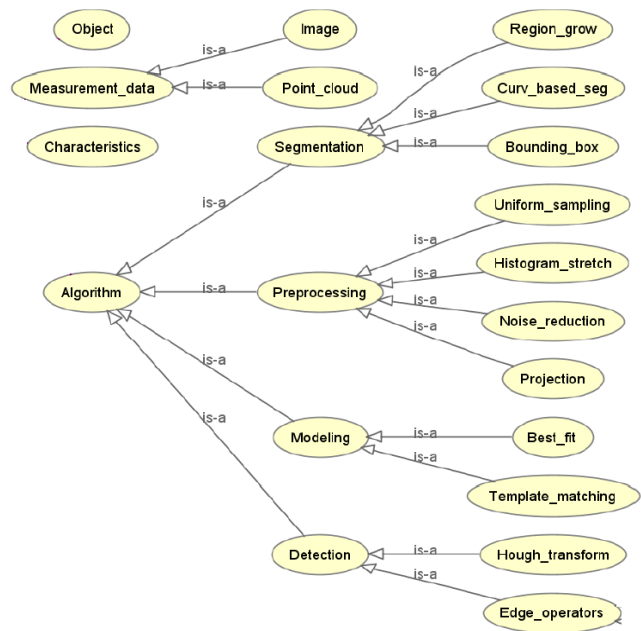 Object
Image
Region_grow
is-a
is-a
Measurement_data
is-a
Point_cloud
is-a
Curv_based_seg
Characteristics
Segmentation
is-a
Bounding_box
is-a
Uniform_sampling
is-a
is-a
Histogram_stretch
Algorithm
is-a
Preprocessing
is-a
Noise_reduction
is-a
Projection
is-a
is-a
Modeling
is-a
Best_fit
is-a
Template_matching
Detection
is-a
Hough_transform
is-a
Edge_operators